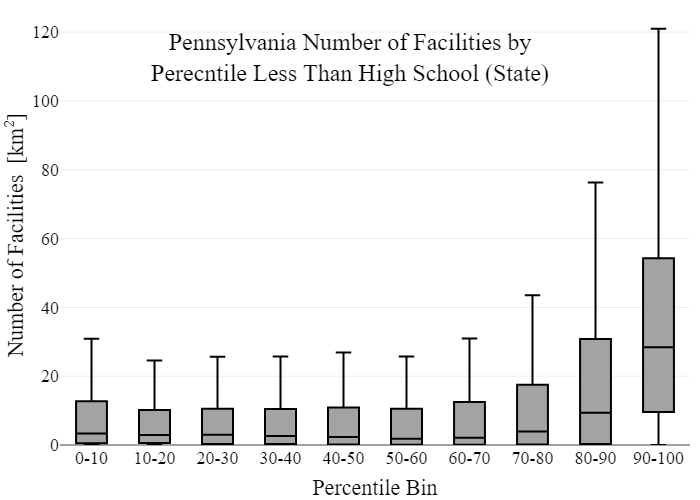 Pennsylvania Number of Facilities by
Perecntile Less Than High School (State)
Number of Facilities [km²]
120
100
80
60
40
20
0
0-10 10-20 20-30 30-40 40-50 50-60 60-70 70-80 80-90 90-100
Percentile Bin